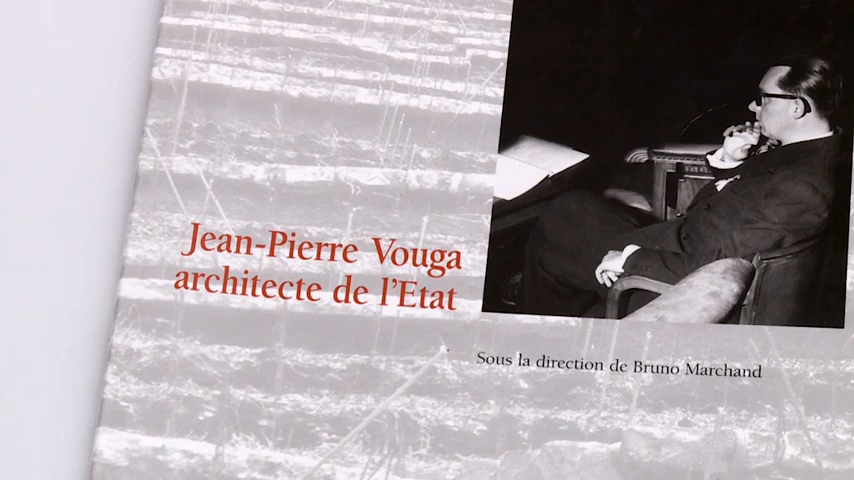 Jean-Pierre Vouga
architecte de l'Etat
Sous la direction de Bruno Marchand